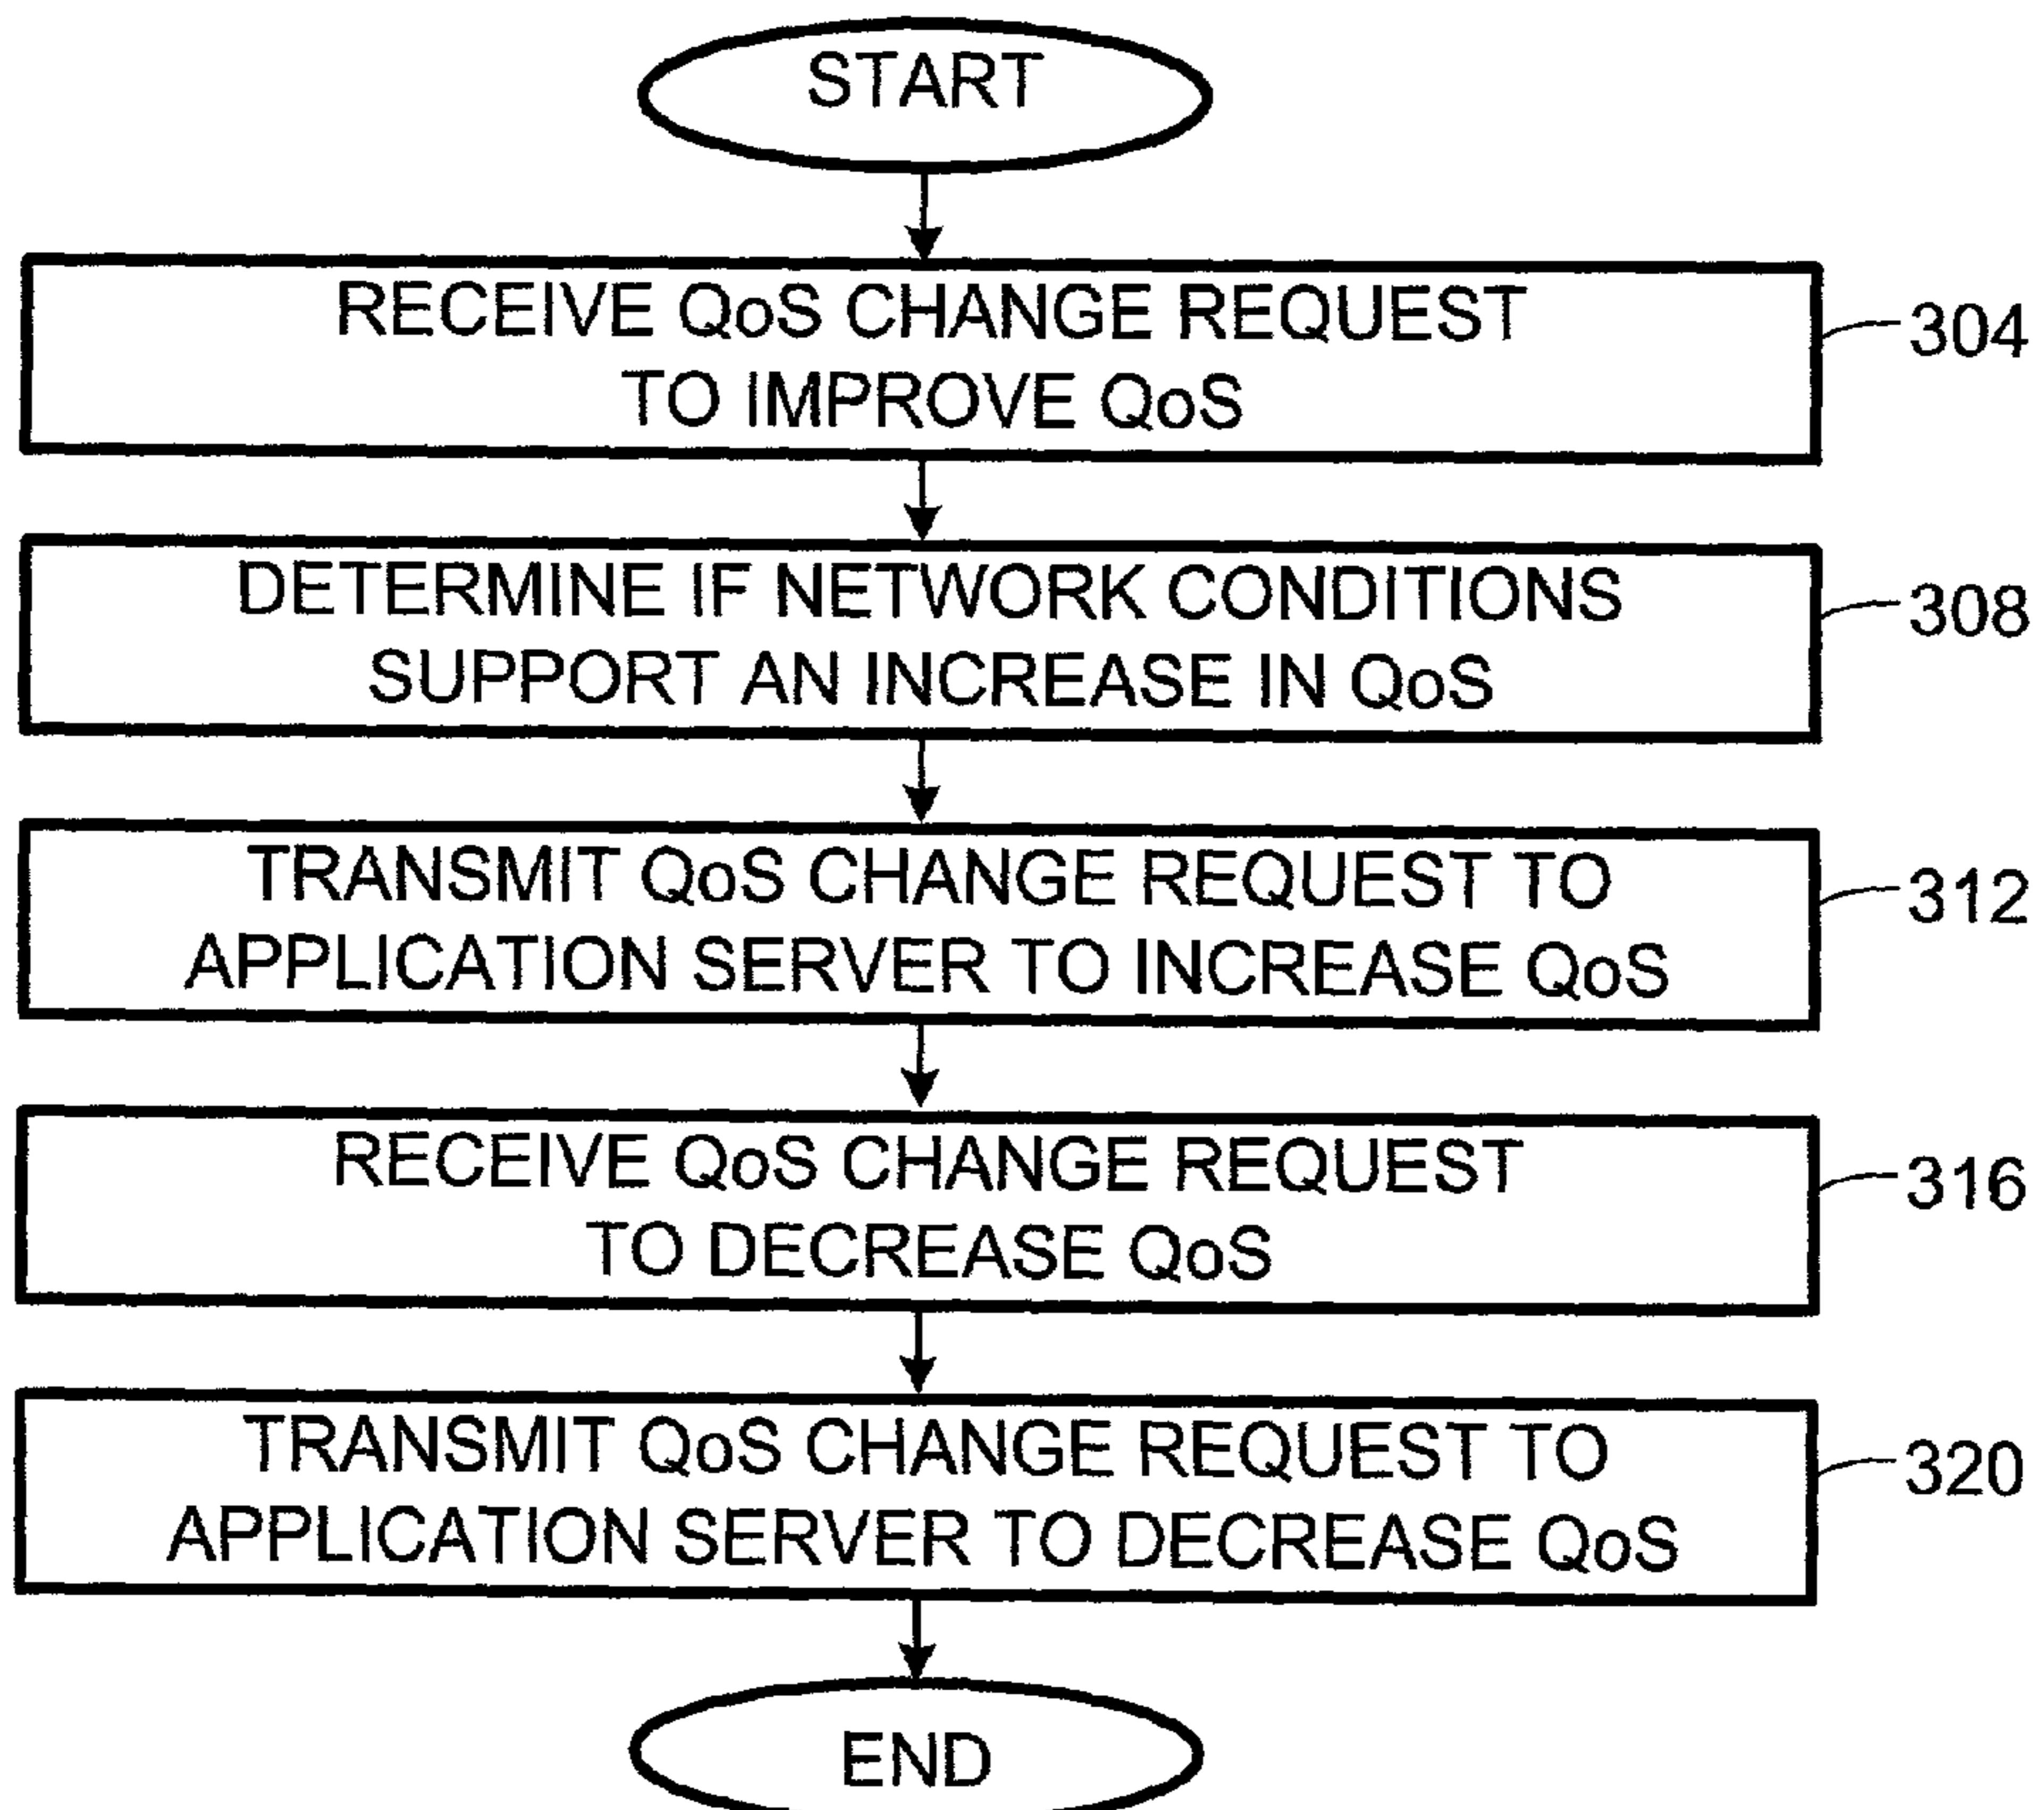 START
RECEIVE QoS CHANGE REQUEST
TO IMPROVE QoS
304
DETERMINE IF NETWORK CONDITIONS
SUPPORT AN INCREASE IN QoS
308
TRANSMIT QoS CHANGE REQUEST TO
APPLICATION SERVER TO INCREASE QoS
312
RECEIVE QoS CHANGE REQUEST
TO DECREASE QoS
316
TRANSMIT QoS CHANGE REQUEST TO
APPLICATION SERVER TO DECREASE QoS
320
END